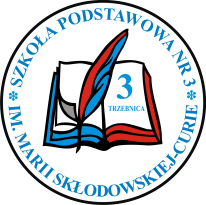 SZKOŁA PODSTAWOWA NR 3
3
TRZEBNICA
IM. MARII SKŁODOWSKIEJ-CURIE